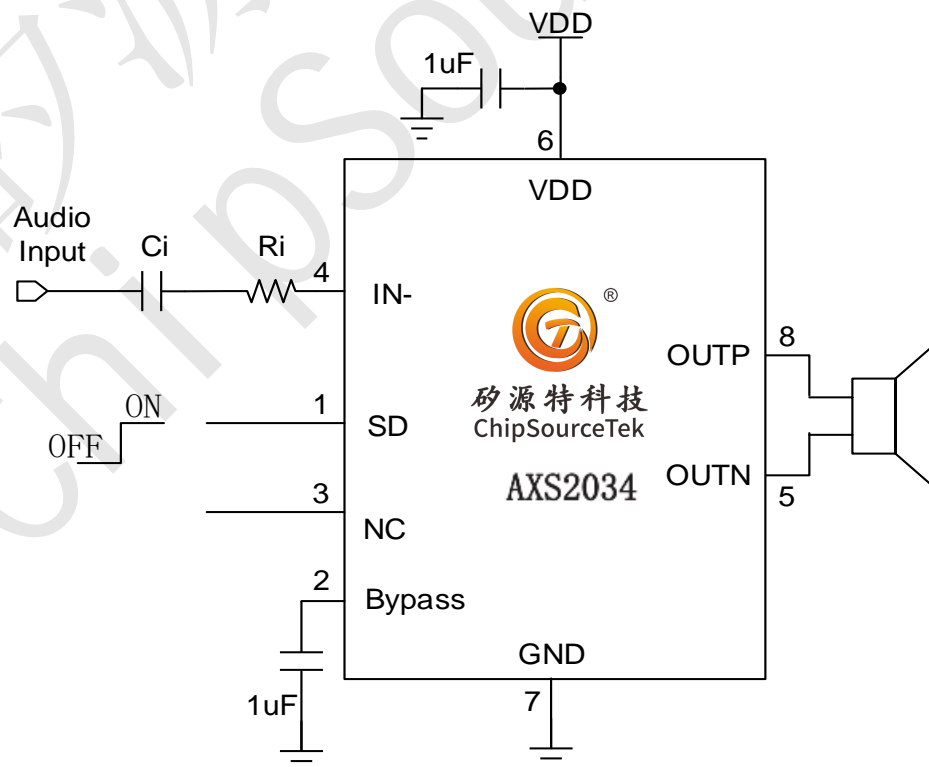 VDD
1uF
6
VDD
Audio
Input
Ci
Ri
4
IN-
®
OUTP
8
矽源特科技
ChipSourceTek
AXS2034
ON
OFF
1
SD
OUTN
5
3
NC
2
Bypass
GND
1uF
7
ChipSou